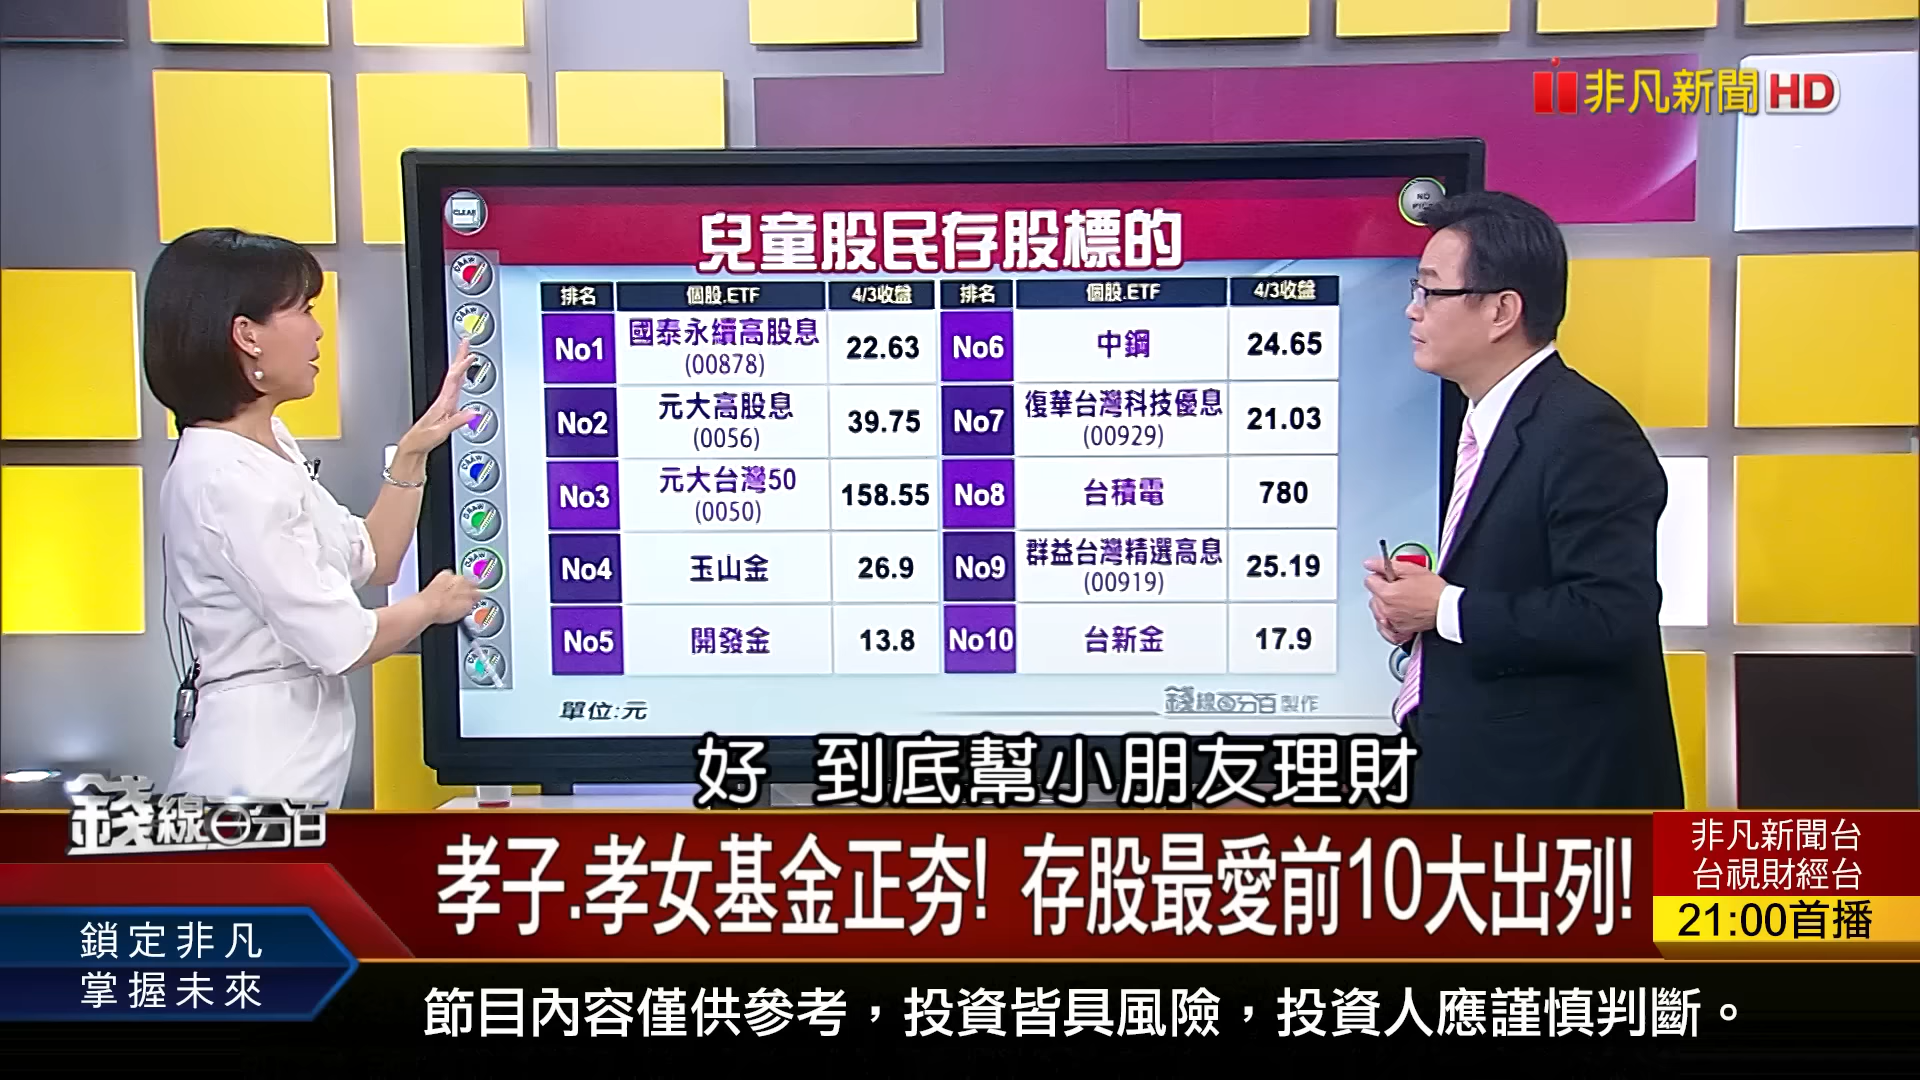 非凡新聞HD
CLEAR
兒童股民存股標的
排名 個股.ETF 4/3收盤 排名 個股.ETF 4/3收盤
No1 國泰永續高股息 (00878) 22.63 No6 中鋼 24.65
No2 元大高股息 (0056) 39.75 No7 復華台灣科技優息 (00929) 21.03
No3 元大台灣50 (0050) 158.55 No8 台積電 780
No4 玉山金 26.9 No9 群益台灣精選高息 (00919) 25.19
No5 開發金 13.8 No10 台新金 17.9
單位:元
錢線百分百 製作
好 到底幫小朋友理財
錢線百分百
孝子.孝女基金正夯! 存股最愛前10大出列!
非凡新聞台
台視財經台
21:00首播
鎖定非凡
掌握未來
節目內容僅供參考，投資皆具風險，投資人應謹慎判斷。